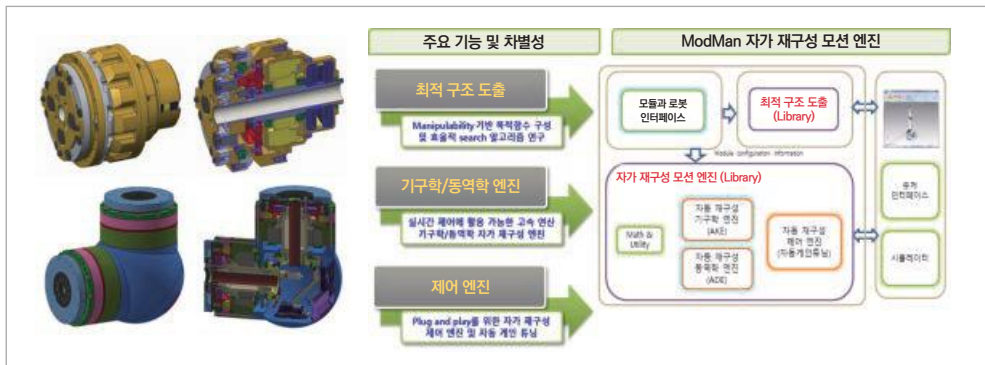 주요 기능 및 차별성
최적 구조 도출
Manipulability 기반 목적함수 구성
및 효율적 search 알고리즘 연구
기구학/동역학 엔진
실시간 제어에 활용 가능한 고속 연산
기구학/동역학 자가 재구성 엔진
제어 엔진
Plug and play를 위한 자가 재구성
제어 엔진 및 자동 게인 튜닝
ModMan 자가 재구성 모션 엔진
모듈과 로봇
인터페이스
최적 구조 도출
(Library)
Module configuration information
자가 재구성 모션 엔진 (Library)
Math &
Utility
자동 재구성
기구학 엔진
(AKE)
자동 재구성
동역학 엔진
(ADE)
자동 재구성
제어 엔진
(자동게인튜닝)
인터페이스
시뮬레이터